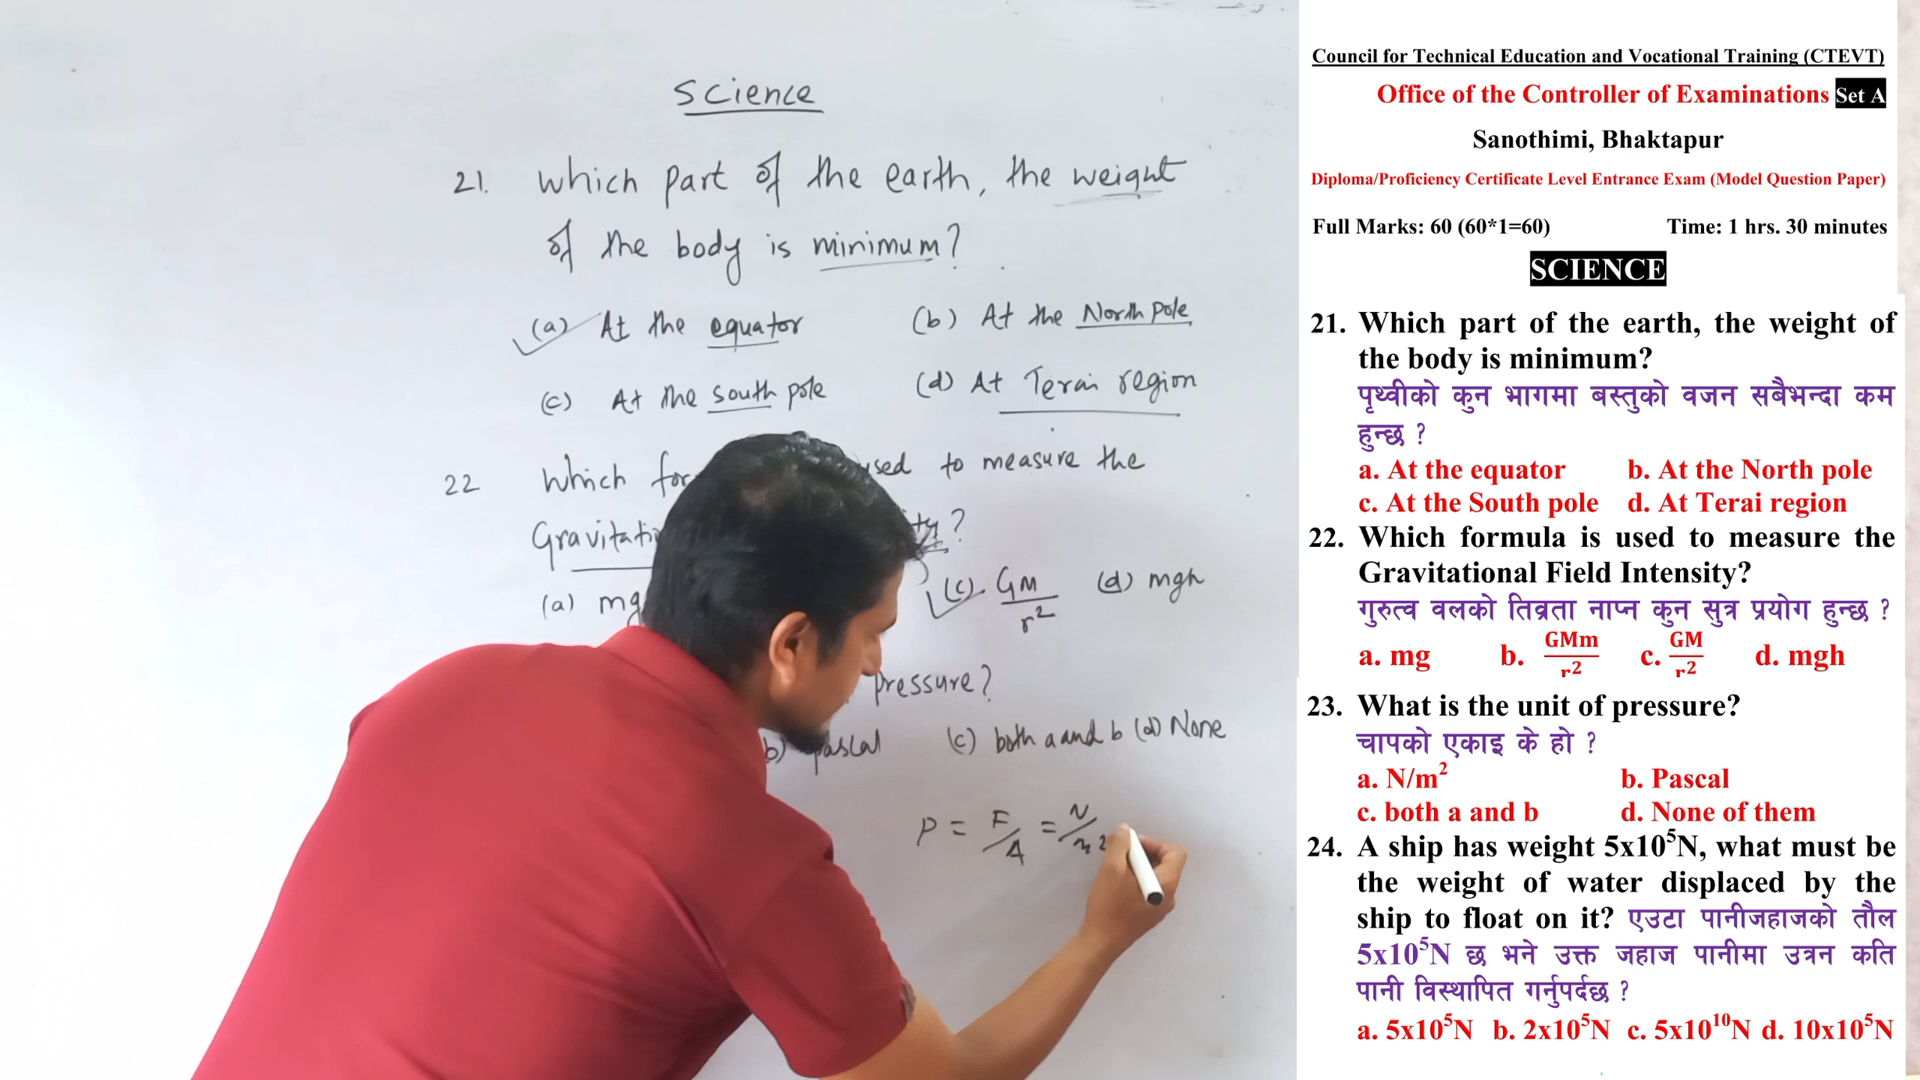 Science
21. Which part of the earth, the weight
of the body is minimum?
(a) At the equator (b) At the North pole
(c) At the south pole (d) At Terai region
22 Which used to measure the
?
(a) (c) GM/r² (d) mgh
pressure?
b) pascal (c) both a and b (d) None
P = F/A = N/m²
Council for Technical Education and Vocational Training (CTEVT)
Office of the Controller of Examinations Set A
Sanothimi, Bhaktapur
Diploma/Proficiency Certificate Level Entrance Exam (Model Question Paper)
Full Marks: 60 (60*1=60) Time: 1 hrs. 30 minutes
SCIENCE
21. Which part of the earth, the weight of
the body is minimum?
पृथ्वीको कुन भागमा बस्तुको वजन सबैभन्दा कम
हुन्छ ?
a. At the equator b. At the North pole
c. At the South pole d. At Terai region
22. Which formula is used to measure the
Gravitational Field Intensity?
गुरुत्व वलको तिब्रता नाप्न कुन सुत्र प्रयोग हुन्छ ?
a. mg b. GMm/r² c. GM/r² d. mgh
23. What is the unit of pressure?
चापको एकाइ के हो ?
a. N/m² b. Pascal
c. both a and b d. None of them
24. A ship has weight 5x10⁵N, what must be
the weight of water displaced by the
ship to float on it? एउटा पानीजहाजको तौल
5x10⁵N छ भने उक्त जहाज पानीमा उत्रन कति
पानी विस्थापित गर्नुपर्दछ ?
a. 5x10⁵N b. 2x10⁵N c. 5x10¹⁰N d. 10x10⁵N